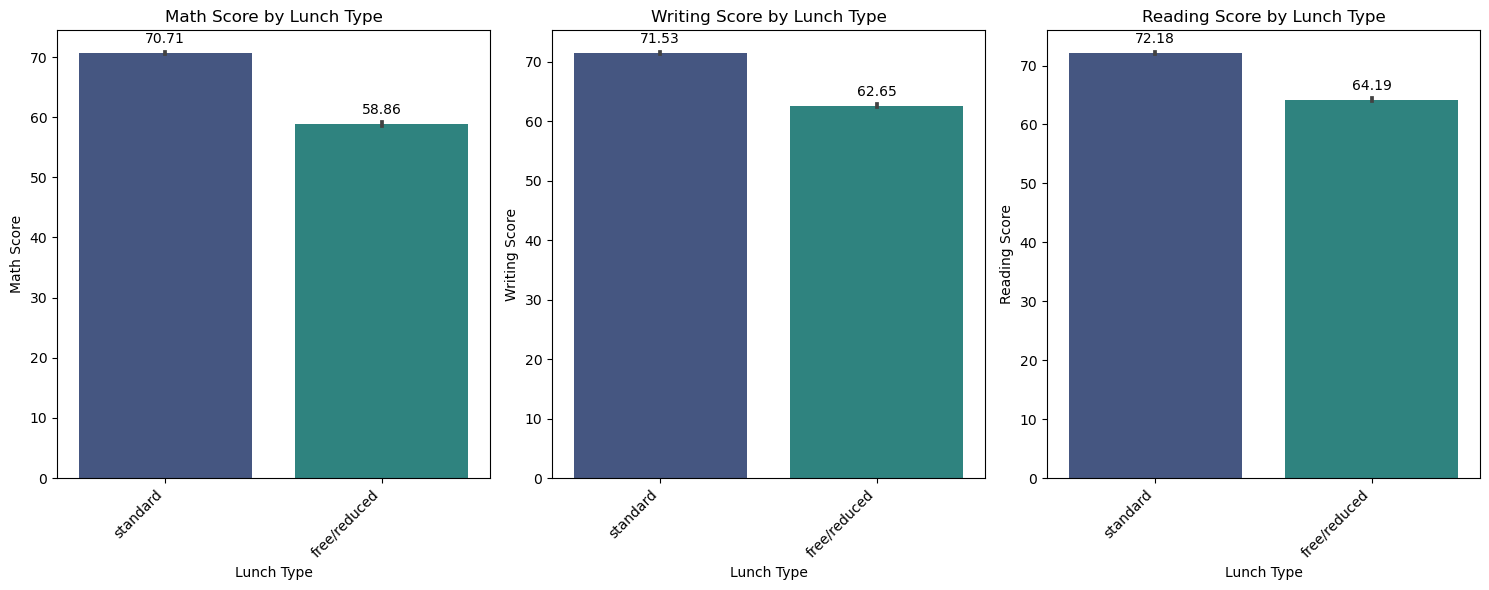 Math Score by Lunch Type
70.71
58.86
70
60
50
40
30
20
10
0
Math Score
standard
free/reduced
Lunch Type
Writing Score by Lunch Type
71.53
62.65
70
60
50
40
30
20
10
0
Writing Score
standard
free/reduced
Lunch Type
Reading Score by Lunch Type
72.18
64.19
70
60
50
40
30
20
10
0
Reading Score
standard
free/reduced
Lunch Type